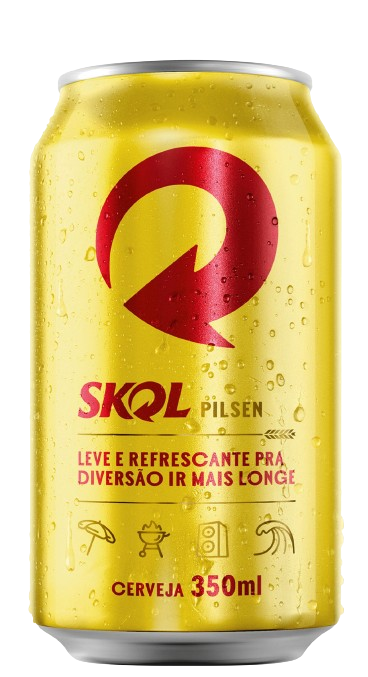 SKOL PILSEN
LEVE E REFRESCANTE PRA
DIVERSÃO IR MAIS LONGE
CERVEJA 350ml